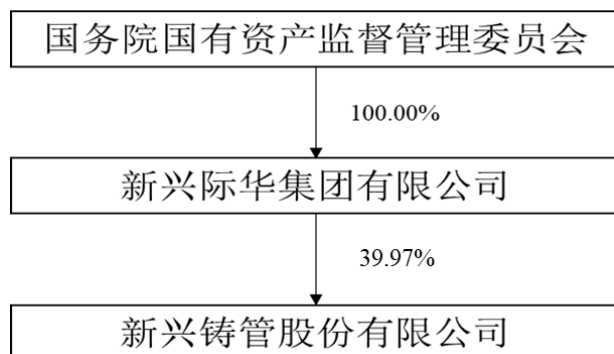 国务院国有资产监督管理委员会
100.00%
新兴际华集团有限公司
39.97%
新兴铸管股份有限公司